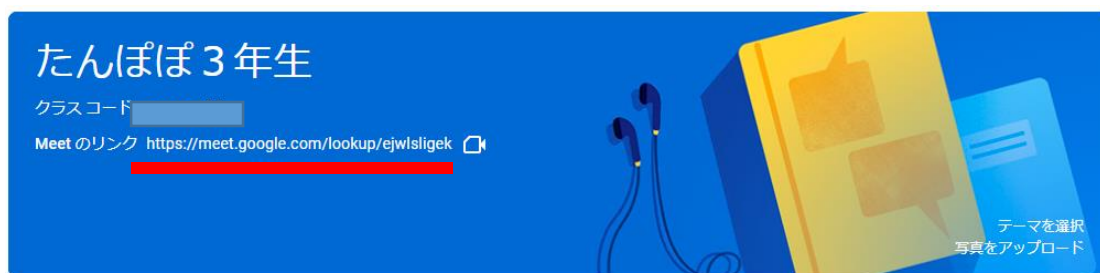 たんぽぽ３年生
クラス コード
Meet のリンク https://meet.google.com/lookup/ejwlsligek
テーマを選択
写真をアップロード